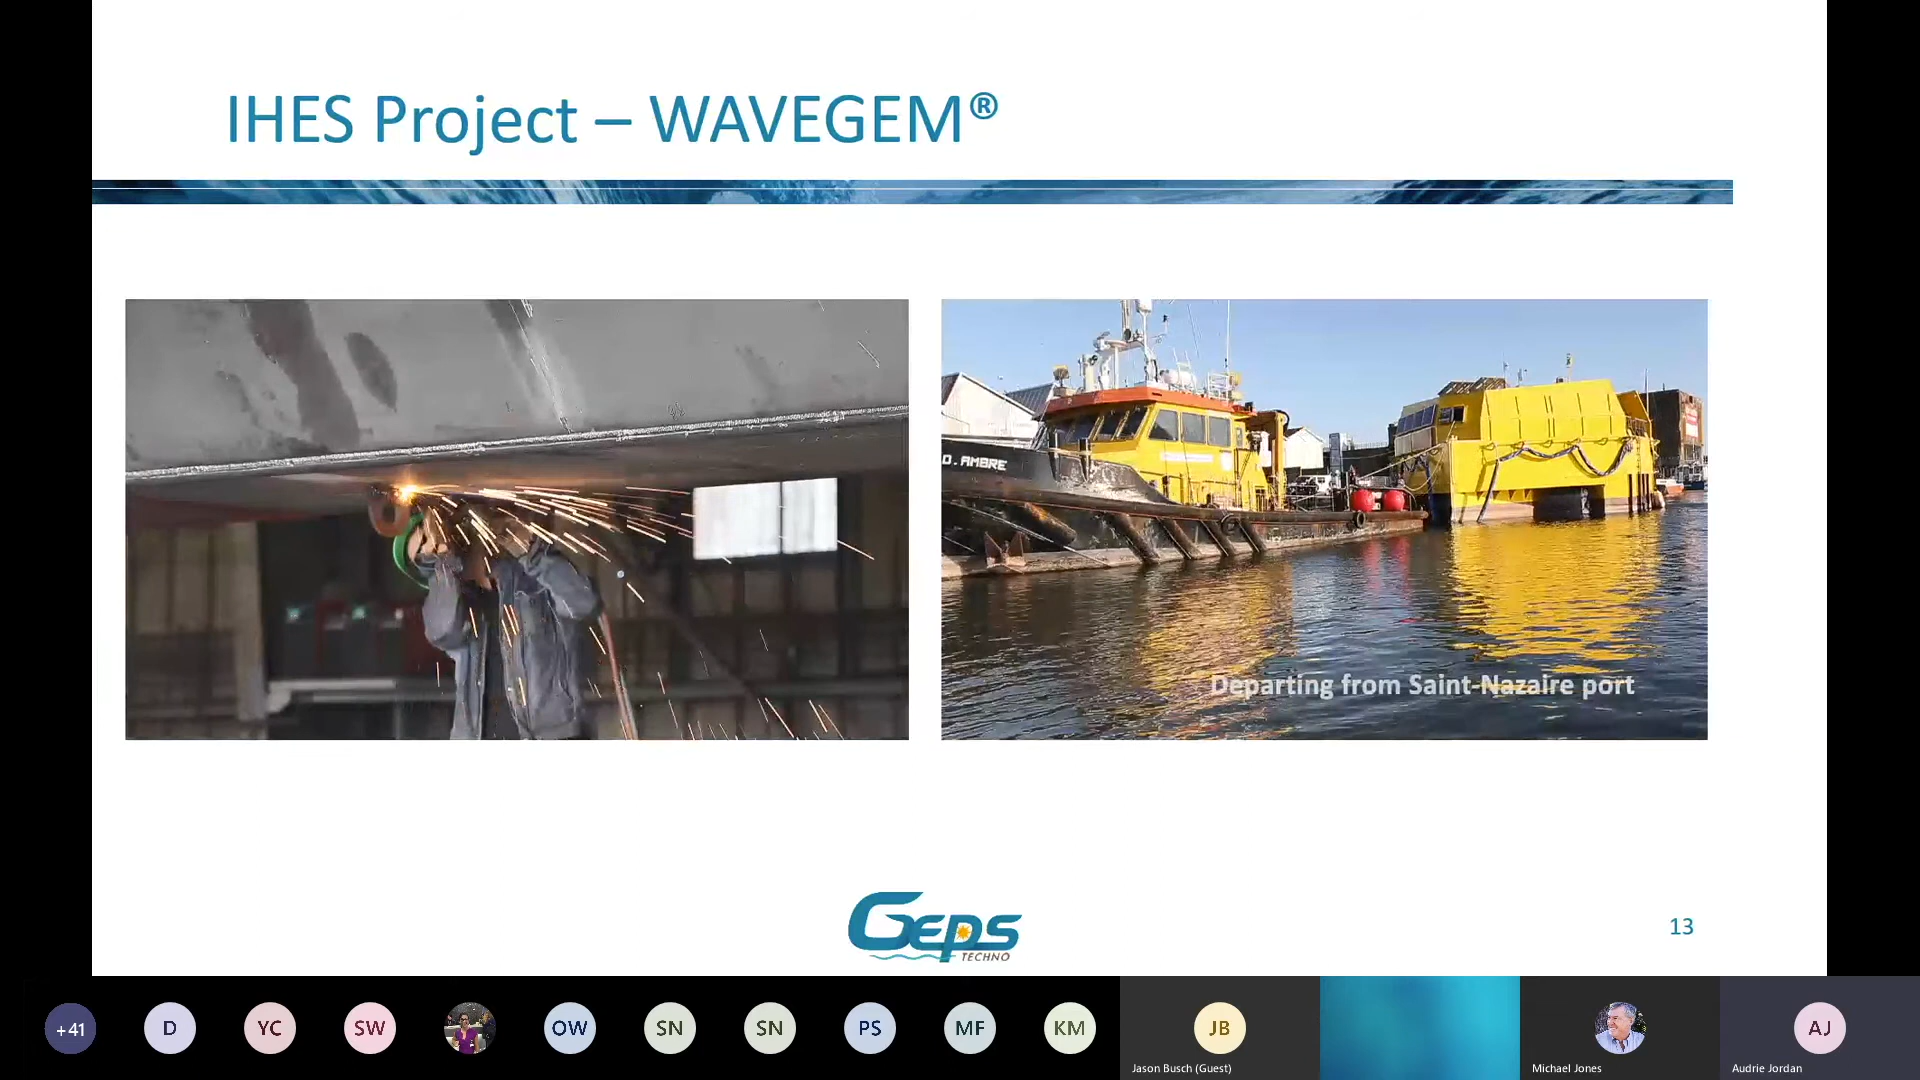 IHES Project – WAVEGEM®
O. AMBRE
Departing from Saint-Nazaire port
Geps
TECHNO
13
+41
D
YC
SW
OW
SN
SN
PS
MF
KM
JB
AJ
Jason Busch (Guest)
Michael Jones
Audrie Jordan